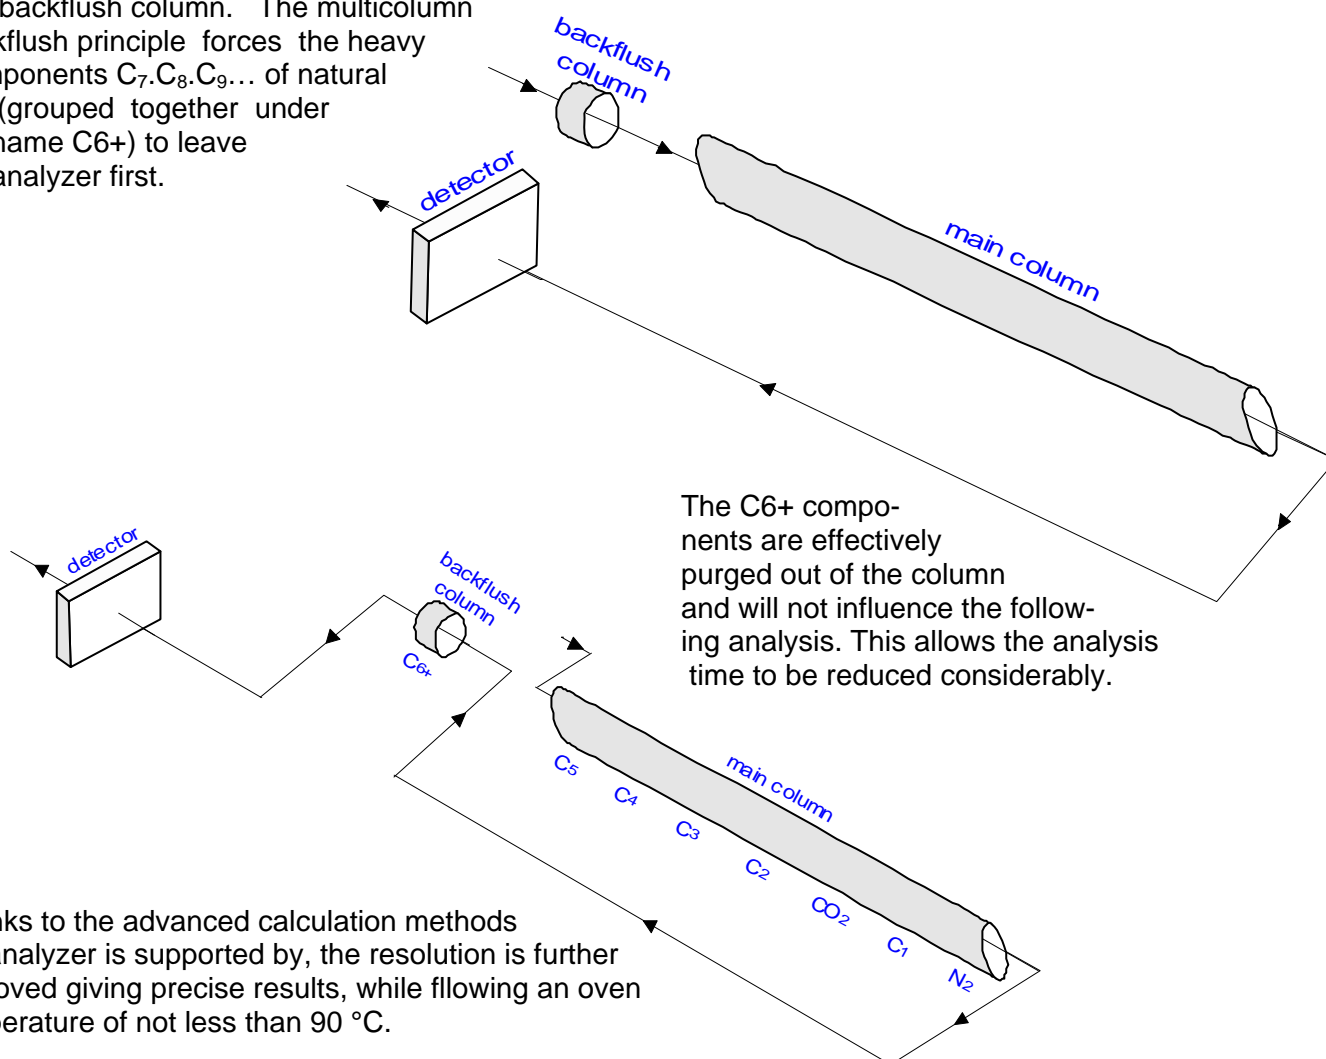 backflush column. The multicolumn
kflush principle forces the heavy
ponents C₇.C₈.C₉… of natural
(grouped together under
name C6+) to leave
analyzer first.
backflush
column
detector
main column
The C6+ compo-
nents are effectively
purged out of the column
and will not influence the follow-
ing analysis. This allows the analysis
time to be reduced considerably.
detector
backflush
column
C6+
main column
C5
C4
C3
C2
CO2
C1
N2
nks to the advanced calculation methods
analyzer is supported by, the resolution is further
oved giving precise results, while fllowing an oven
perature of not less than 90 °C.